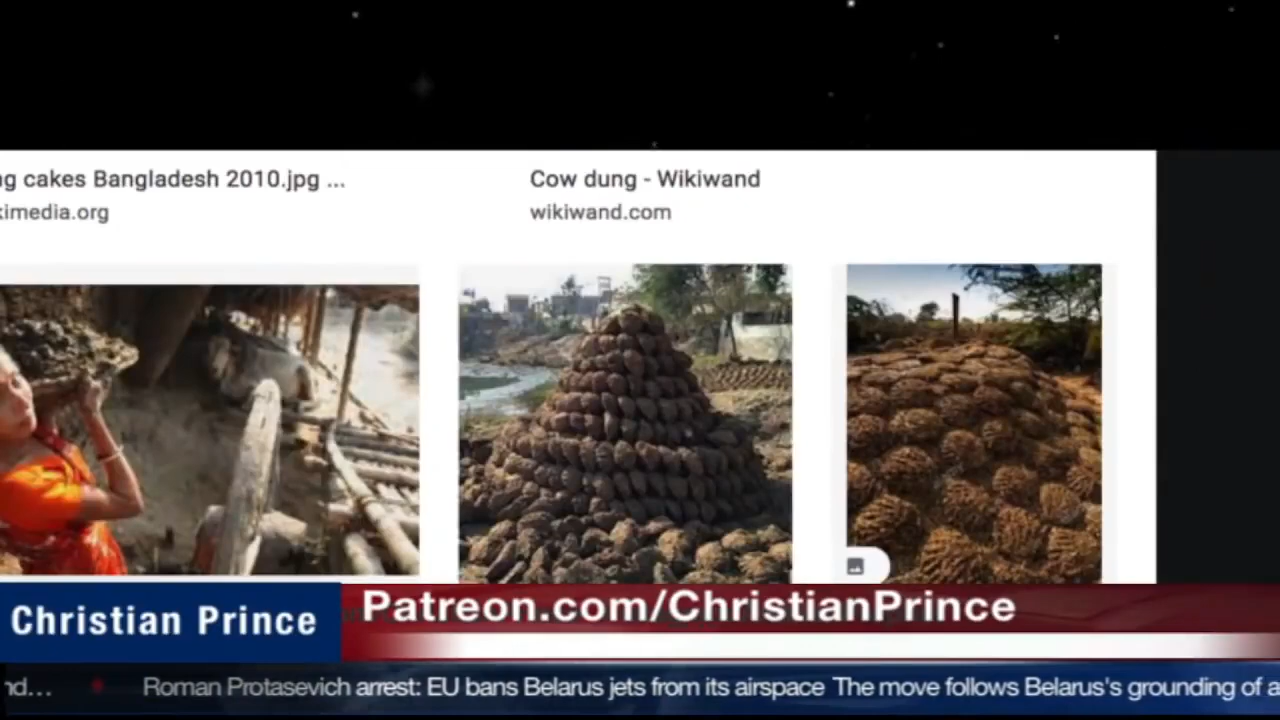 ng cakes Bangladesh 2010.jpg ...
kimedia.org
Cow dung - Wikiwand
wikiwand.com
Christian Prince
Patreon.com/ChristianPrince
nd... • Roman Protasevich arrest: EU bans Belarus jets from its airspace The move follows Belarus's grounding of a